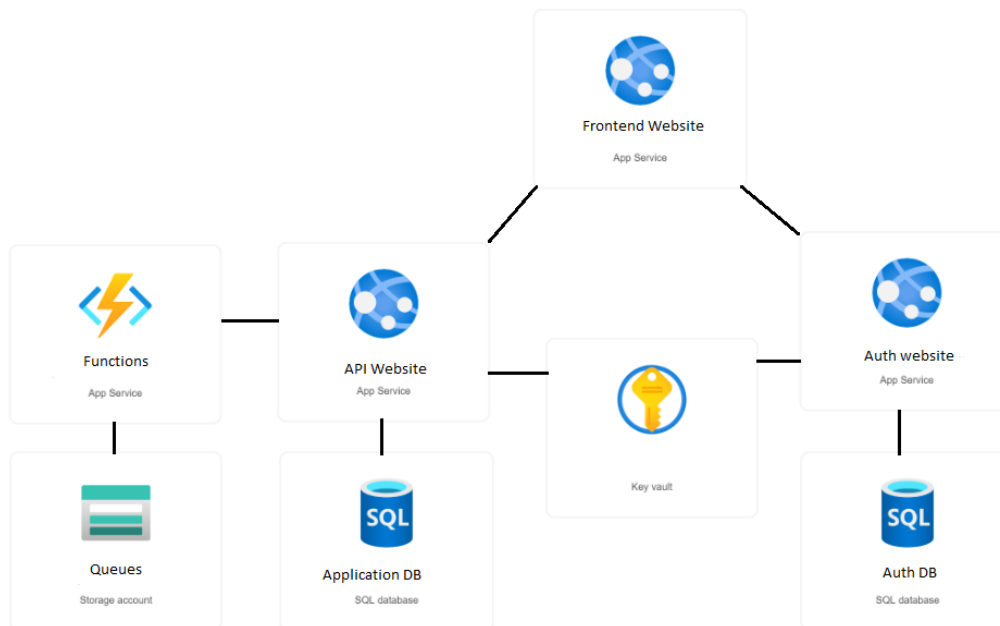 Frontend Website
App Service
Functions
App Service
API Website
App Service
Auth website
App Service
Key vault
Queues
Storage account
SQL
Application DB
SQL database
SQL
Auth DB
SQL database